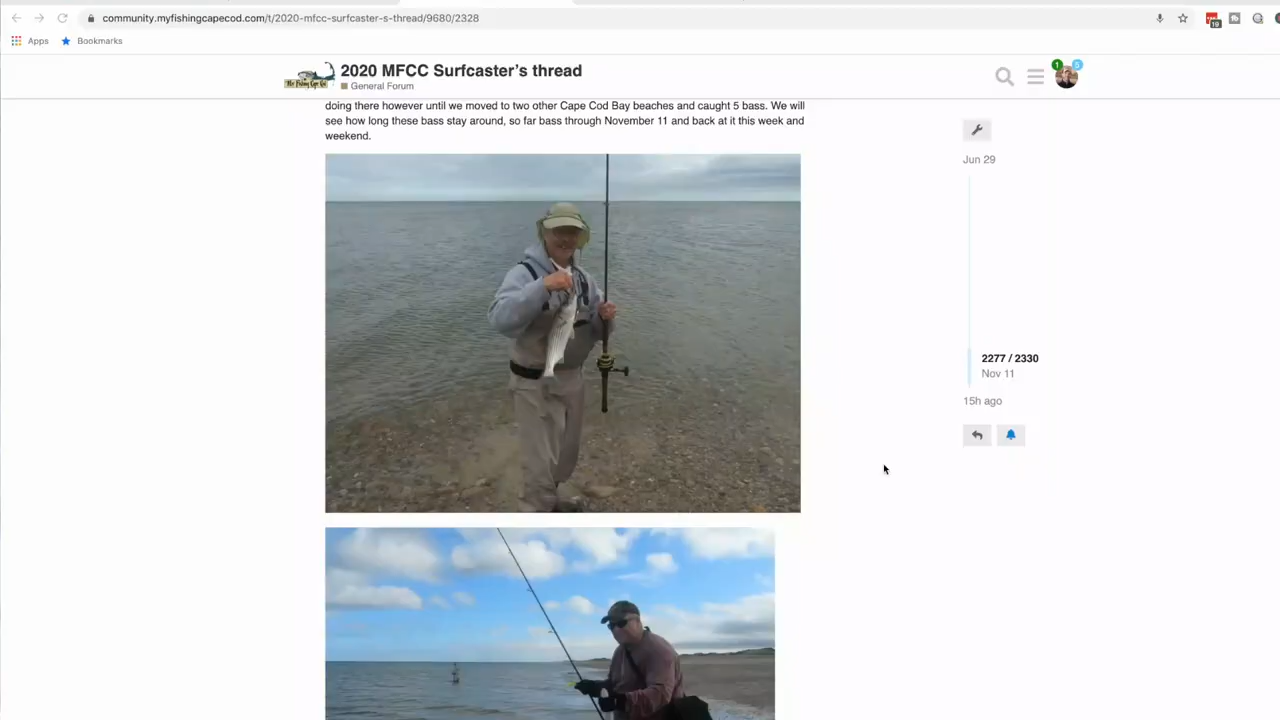 community.myfishingcapecod.com/t/2020-mfcc-surfcaster-s-thread/9680/2328
Apps Bookmarks
2020 MFCC Surfcaster's thread
General Forum
1 5
doing there however until we moved to two other Cape Cod Bay beaches and caught 5 bass. We will
see how long these bass stay around, so far bass through November 11 and back at it this week and
weekend.
Jun 29
2277 / 2330
Nov 11
15h ago